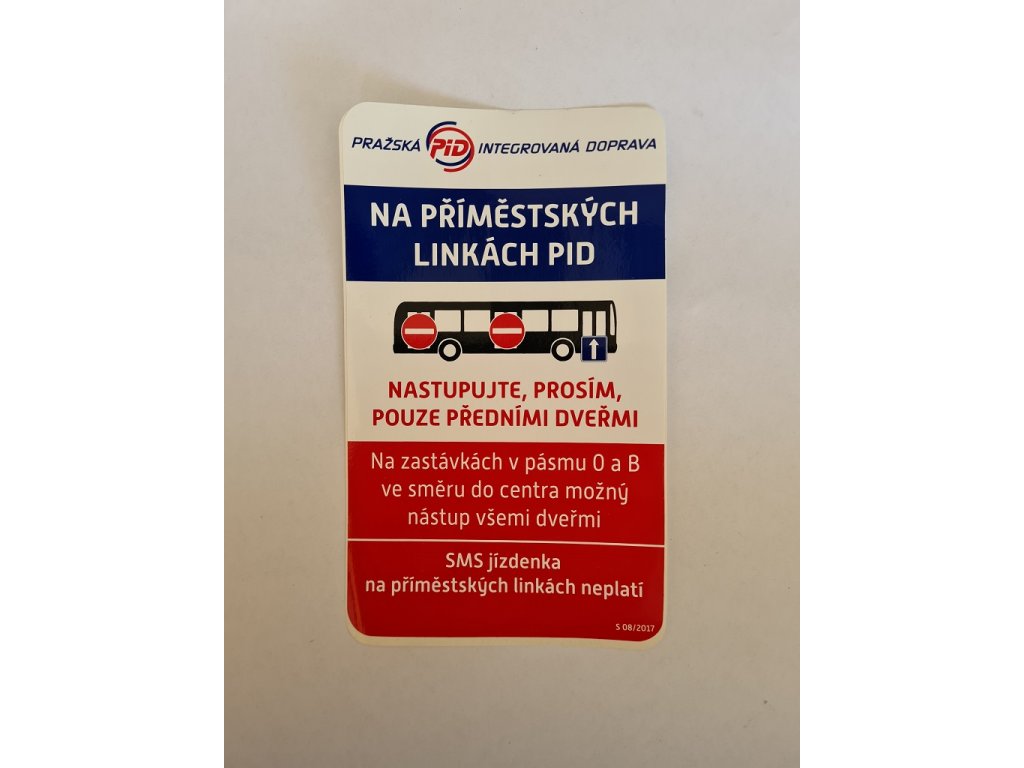 PRAŽSKÁ PiD INTEGROVANÁ DOPRAVA
NA PŘÍMĚSTSKÝCH
LINKÁCH PID
NASTUPUJTE, PROSÍM,
POUZE PŘEDNÍMI DVEŘMI
Na zastávkách v pásmu 0 a B
ve směru do centra možný
nástup všemi dveřmi
SMS jízdenka
na příměstských linkách neplatí
S 08/2017